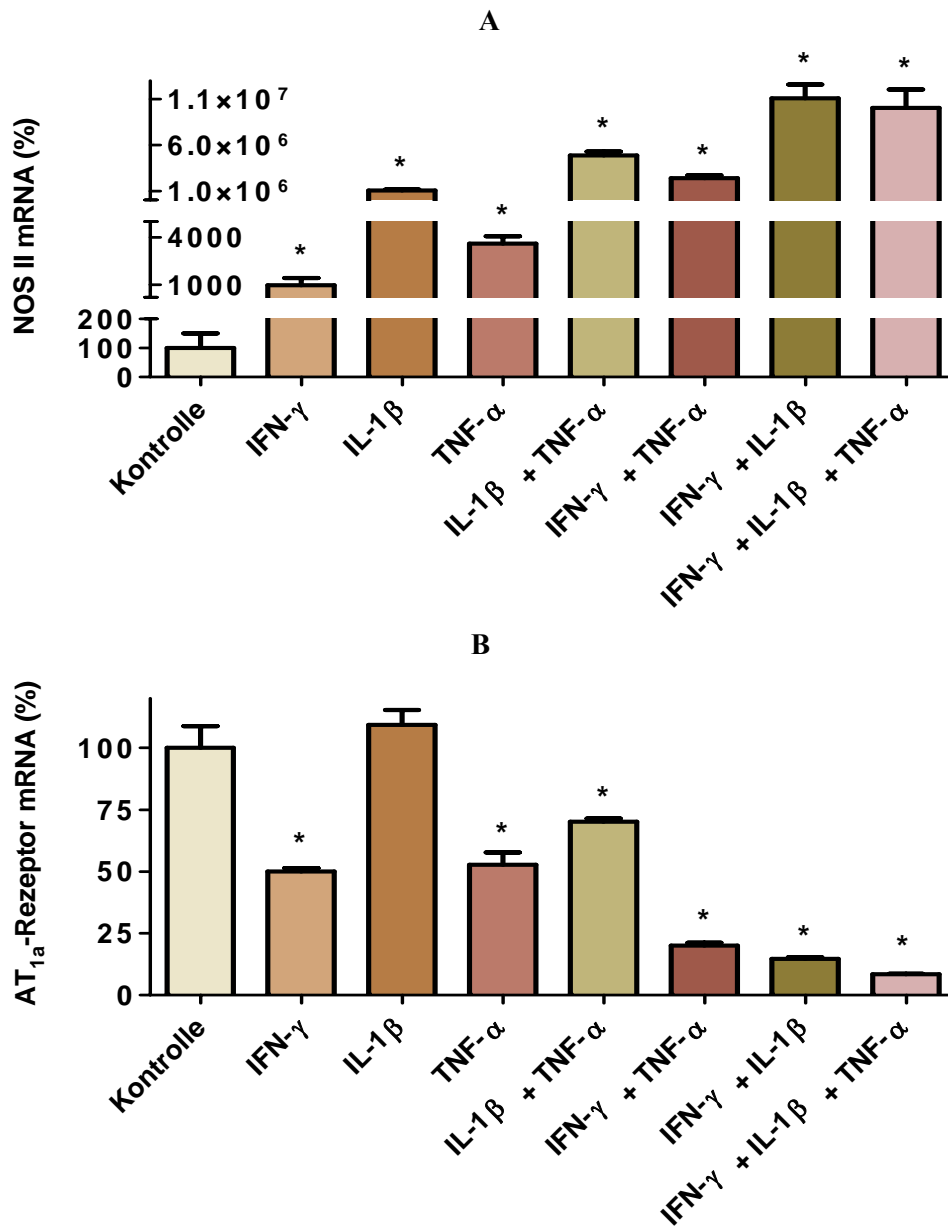 A
NOS II mRNA (%)
1.1×10⁷
6.0×10⁶
1.0×10⁶
4000
1000
200
100
0
* * * * * * *
Kontrolle
IFN-γ
IL-1β
TNF-α
IL-1β + TNF-α
IFN-γ + TNF-α
IFN-γ + IL-1β
IFN-γ + IL-1β + TNF-α
B
AT₁ₐ-Rezeptor mRNA (%)
100
75
50
25
0
* * * * * *
Kontrolle
IFN-γ
IL-1β
TNF-α
IL-1β + TNF-α
IFN-γ + TNF-α
IFN-γ + IL-1β
IFN-γ + IL-1β + TNF-α